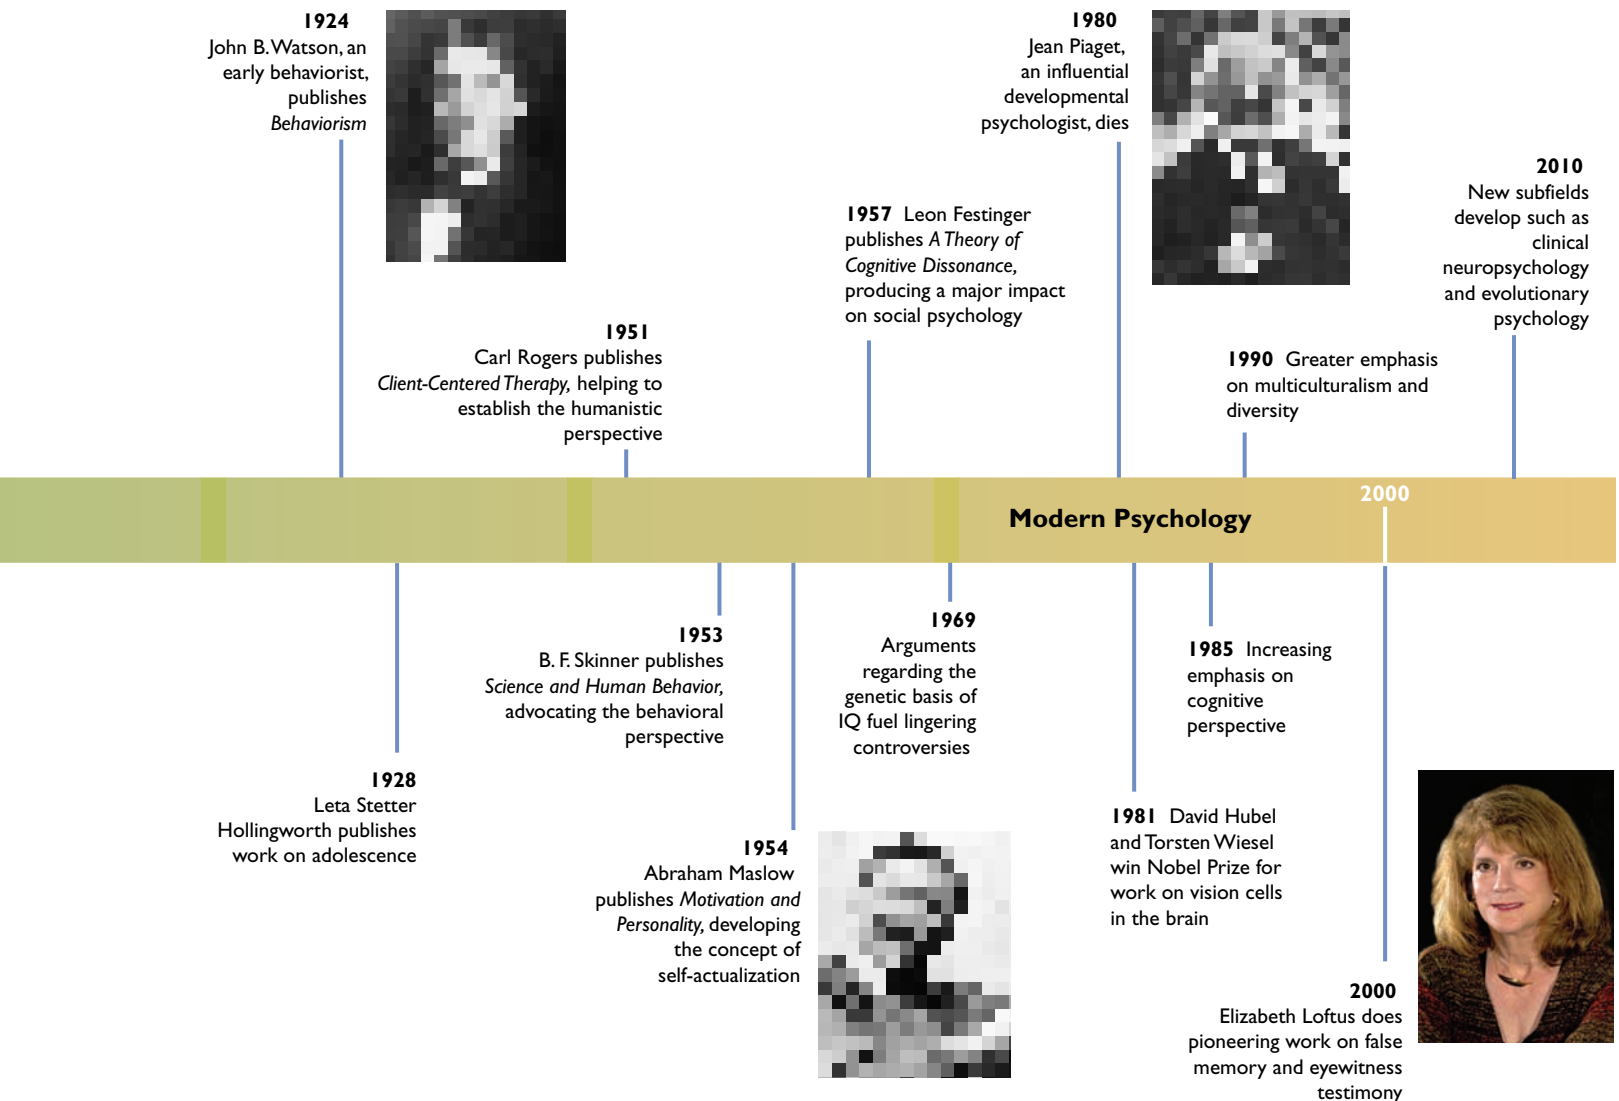 1924
John B. Watson, an
early behaviorist,
publishes
Behaviorism
1951
Carl Rogers publishes
Client-Centered Therapy, helping to
establish the humanistic
perspective
1957 Leon Festinger
publishes A Theory of
Cognitive Dissonance,
producing a major impact
on social psychology
1980
Jean Piaget,
an influential
developmental
psychologist, dies
1990 Greater emphasis
on multiculturalism and
diversity
2010
New subfields
develop such as
clinical
neuropsychology
and evolutionary
psychology
Modern Psychology
2000
1928
Leta Stetter
Hollingworth publishes
work on adolescence
1953
B. F. Skinner publishes
Science and Human Behavior,
advocating the behavioral
perspective
1954
Abraham Maslow
publishes Motivation and
Personality, developing
the concept of
self-actualization
1969
Arguments
regarding the
genetic basis of
IQ fuel lingering
controversies
1981 David Hubel
and Torsten Wiesel
win Nobel Prize for
work on vision cells
in the brain
1985 Increasing
emphasis on
cognitive
perspective
2000
Elizabeth Loftus does
pioneering work on false
memory and eyewitness
testimony